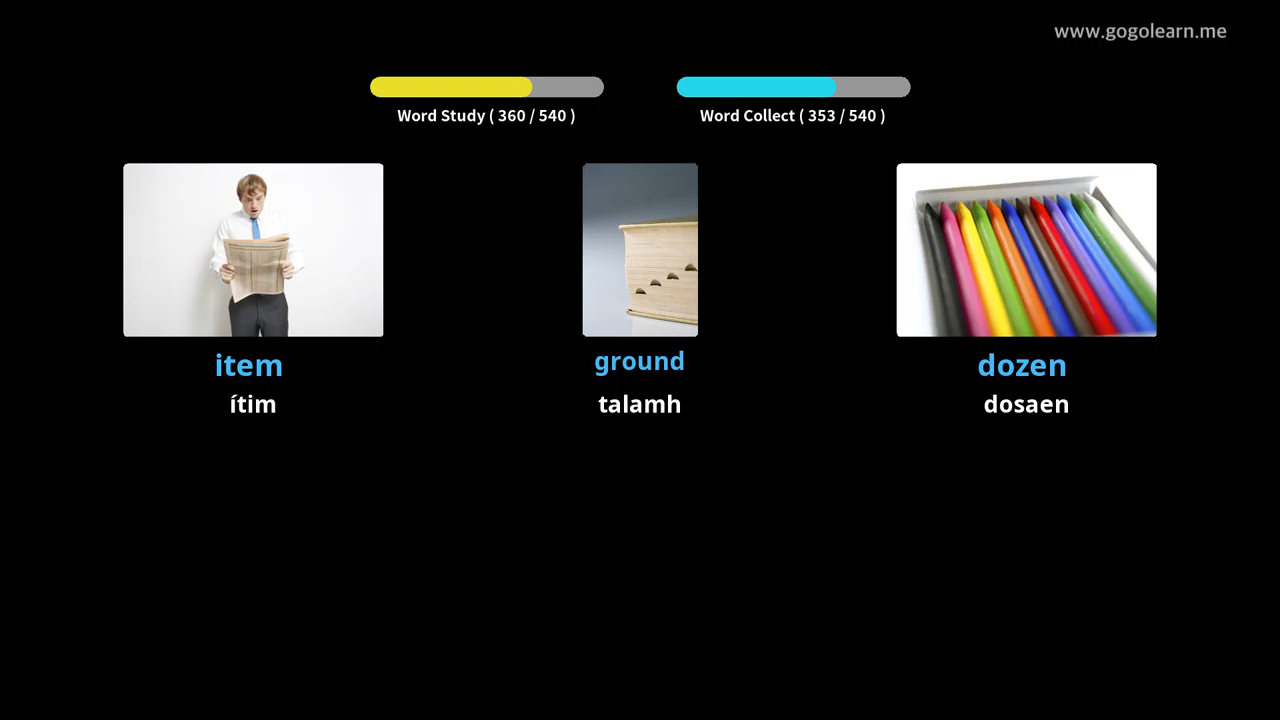 www.gogolearn.me
Word Study ( 360 / 540 )
Word Collect ( 353 / 540 )
item
ground
dozen
ítim
talamh
dosaen